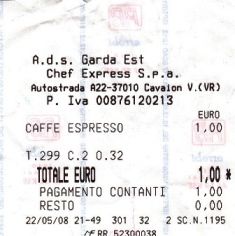 A.d.s. Garda Est
Chef Express S.p.a.
Autostrada A22-37010 Cavaion V.(VR)
P. Iva 00876120213
EURO
CAFFE ESPRESSO 1,00
T.299 C.2 O.32
TOTALE EURO 1,00 *
PAGAMENTO CONTANTI 1,00
RESTO 0,00
22/05/08 21-49 301 32 2 SC.N.1195
RR 52300038